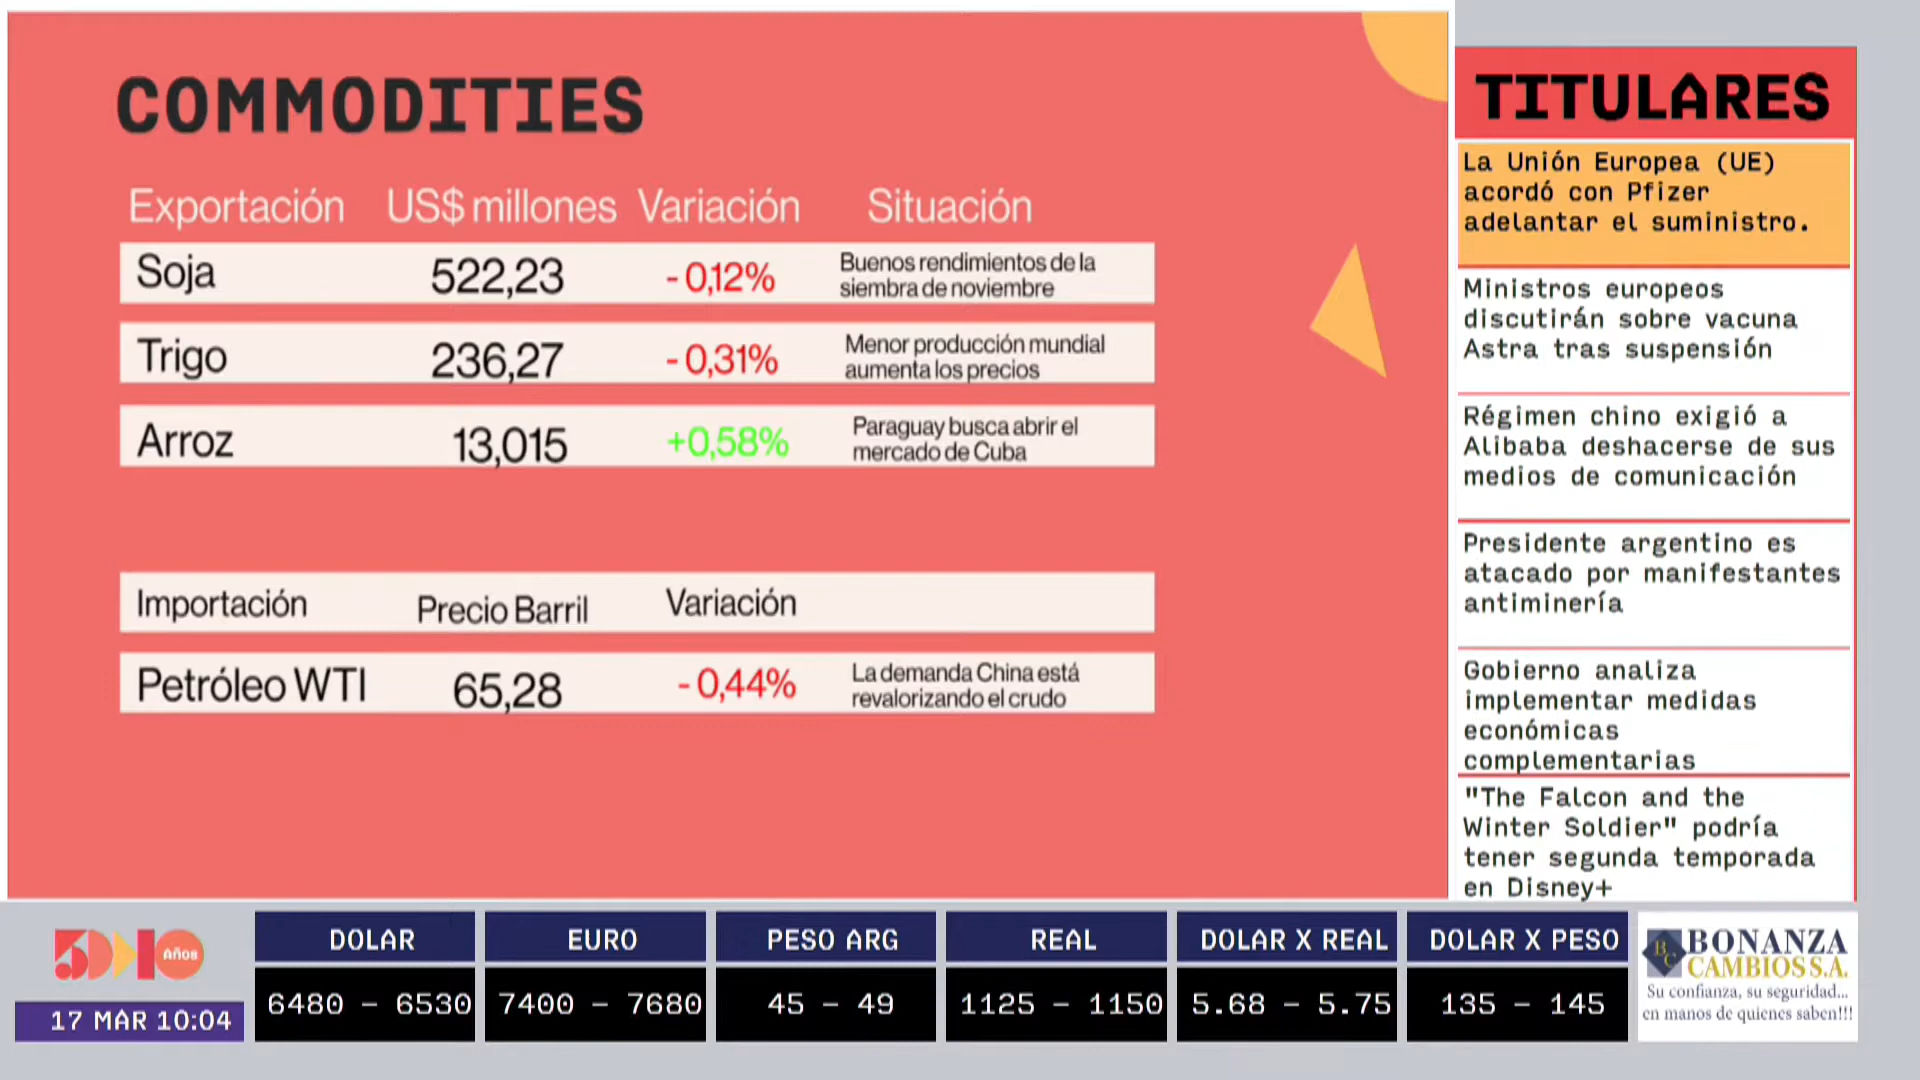 COMMODITIES
Exportación US$ millones Variación Situación
Soja 522,23 - 0,12% Buenos rendimientos de la
siembra de noviembre
Trigo 236,27 - 0,31% Menor producción mundial
aumenta los precios
Arroz 13,015 +0,58% Paraguay busca abrir el
mercado de Cuba
Importación Precio Barril Variación
Petróleo WTI 65,28 - 0,44% La demanda China está
revalorizando el crudo
TITULARES
La Unión Europea (UE)
acordó con Pfizer
adelantar el suministro.
Ministros europeos
discutirán sobre vacuna
Astra tras suspensión
Régimen chino exigió a
Alibaba deshacerse de sus
medios de comunicación
Presidente argentino es
atacado por manifestantes
antiminería
Gobierno analiza
implementar medidas
económicas
complementarias
"The Falcon and the
Winter Soldier" podría
tener segunda temporada
en Disney+
Años
17 MAR 10:04
DOLAR EURO PESO ARG REAL DOLAR X REAL DOLAR X PESO
6480 - 6530 7400 - 7680 45 - 49 1125 - 1150 5.68 - 5.75 135 - 145
BC BONANZA
CAMBIOS S.A.
Su confianza, su seguridad...
en manos de quienes saben!!!